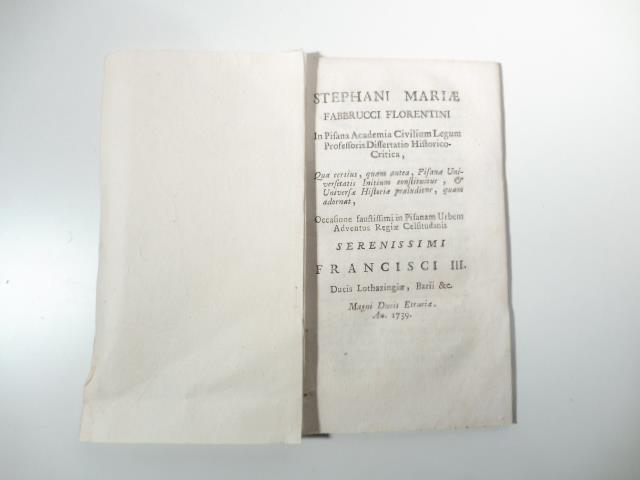 STEPHANI MARIÆ
FABBRUCCI FLORENTINI
In Pisana Academia Civilium Legum
Professoris Dissertatio Historico-
Critica,
Qua certius, quam antea, Pisanæ Uni-
versitatis Initium constituitur, &
Universæ Historiæ præludium, quam
adornat,
Occasione faustissimi in Pisanam Urbem
Adventus Regiæ Celsitudinis
SERENISSIMI
FRANCISCI III.
Ducis Lotharingiæ, Barii &c.
Magni Ducis Etruriæ.
An. 1739.